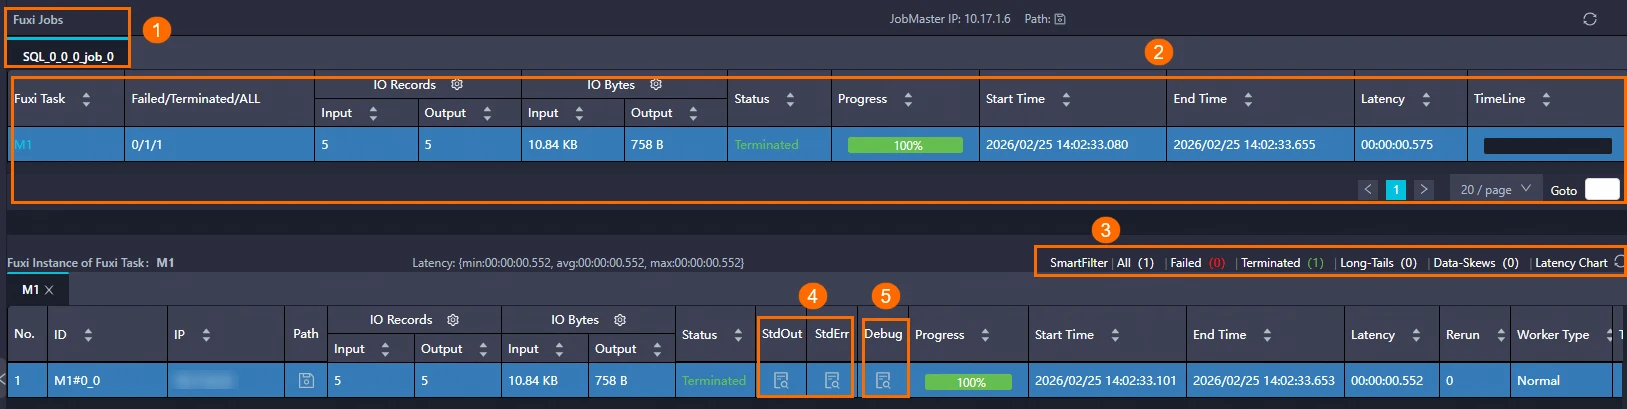 Fuxi Jobs
JobMaster IP: 10.17.1.6 Path:
1
SQL_0_0_0_job_0
2
Fuxi Task Failed/Terminated/ALL IO Records IO Bytes Status Progress Start Time End Time Latency TimeLine
Input Output Input Output
M1 0/1/1 5 5 10.84 KB 758 B Terminated 100% 2026/02/25 14:02:33.080 2026/02/25 14:02:33.655 00:00:00.575
1 20 / page Goto
3
Fuxi Instance of Fuxi Task: M1 Latency: {min:00:00:00.552, avg:00:00:00.552, max:00:00:00.552} SmartFilter | All (1) | Failed (0) | Terminated (1) | Long-Tails (0) | Data-Skews (0) | Latency Chart
M1
4 5
No. ID IP Path IO Records IO Bytes Status StdOut StdErr Debug Progress Start Time End Time Latency Rerun Worker Type T
Input Output Input Output
1 M1#0_0 5 5 10.84 KB 758 B Terminated 100% 2026/02/25 14:02:33.101 2026/02/25 14:02:33.653 00:00:00.552 0 Normal